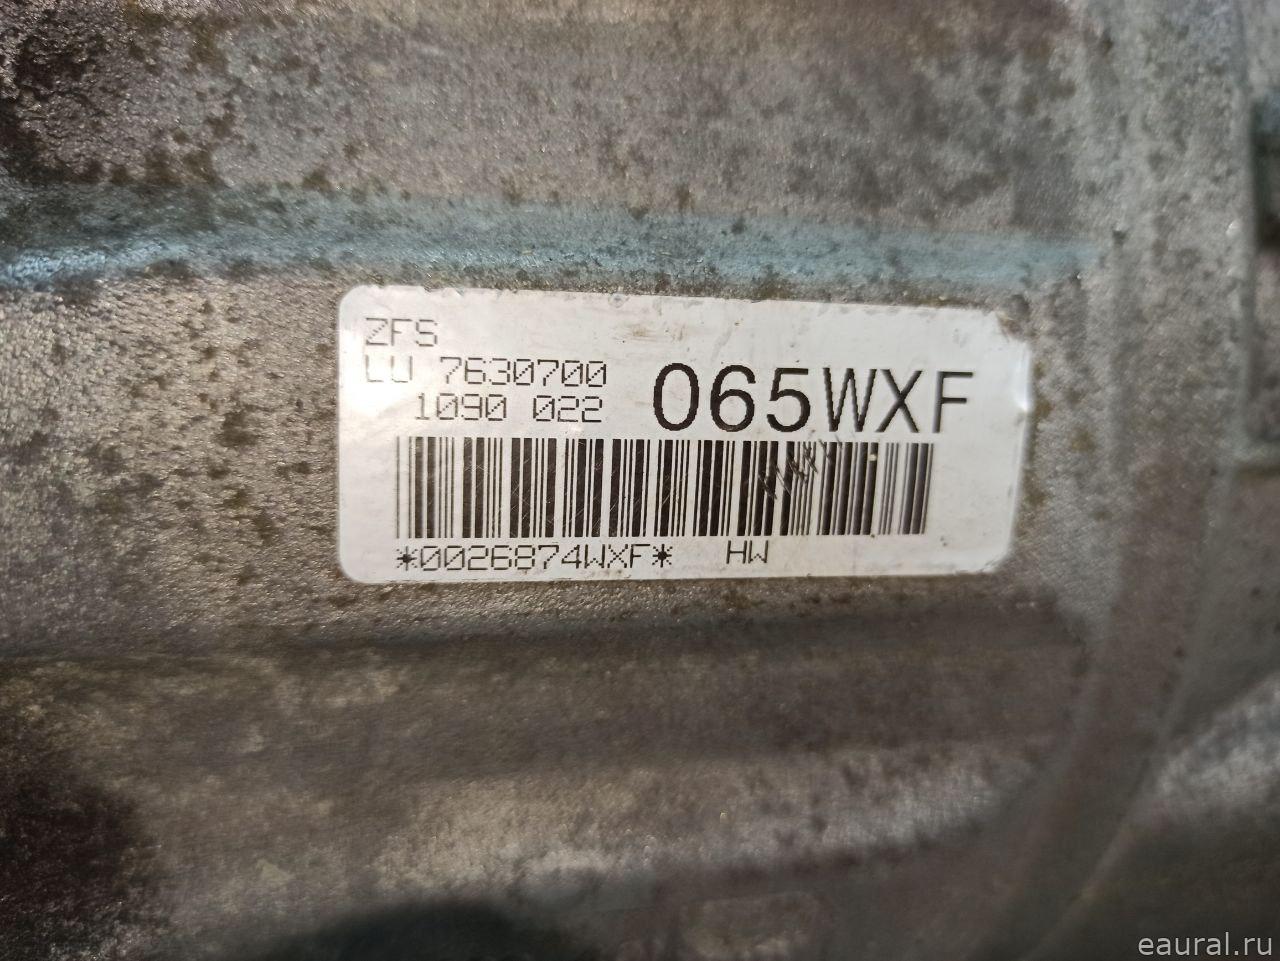 ZFS
LU 7630700
1090 022
065WXF
*0026874WXF* HW
eaural.ru